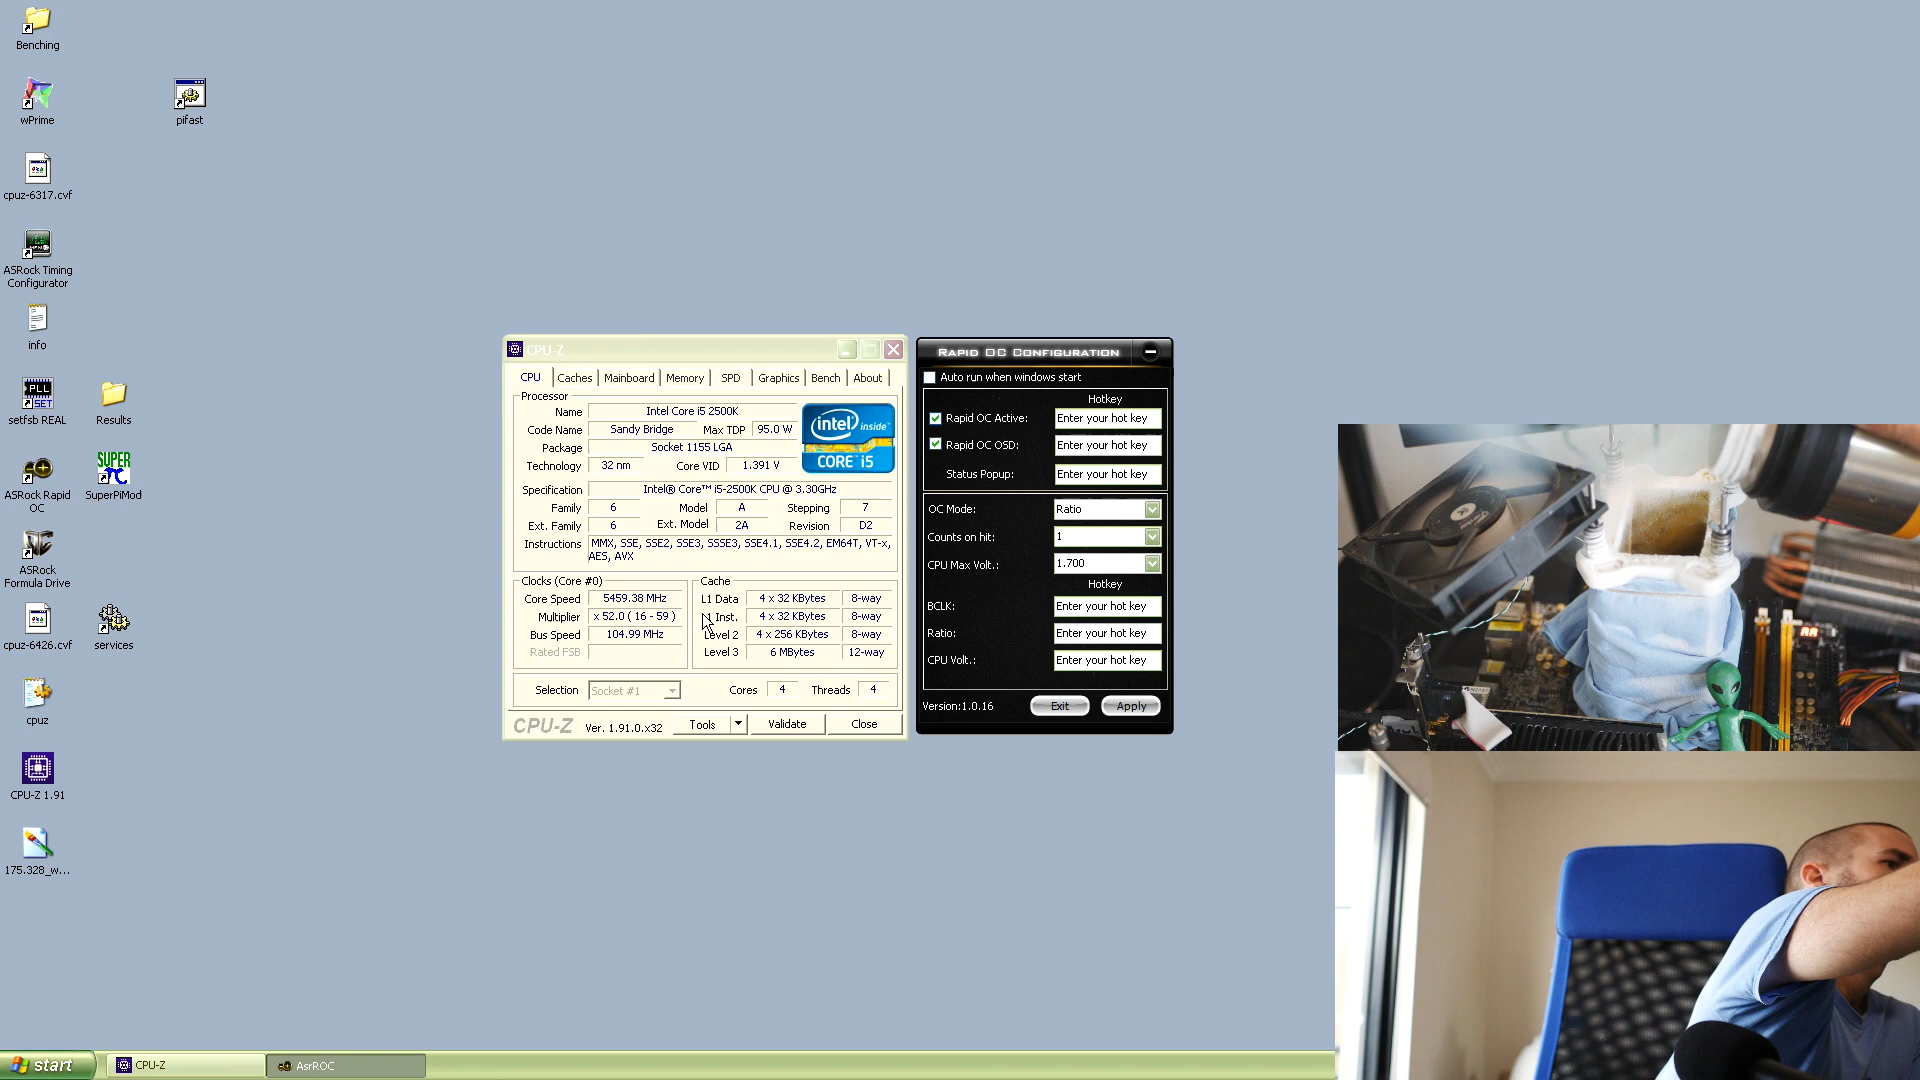 Benching
wPrime
pifast
cpuz-6317.cvf
ASRock Timing
Configurator
info
PLL
SET
setfsb REAL
Results
ASRock Rapid
OC
SUPER
SuperPiMod
ASRock
Formula Drive
cpuz-6426.cvf
services
cpuz
CPU-Z 1.91
175.328_w...
CPU-Z
CPU Caches Mainboard Memory SPD Graphics Bench About
Processor
Name Intel Core i5 2500K
Code Name Sandy Bridge Max TDP 95.0 W
Package Socket 1155 LGA
Technology 32 nm Core VID 1.391 V
intel inside
CORE i5
Specification Intel® Core™ i5-2500K CPU @ 3.30GHz
Family 6 Model A Stepping 7
Ext. Family 6 Ext. Model 2A Revision D2
Instructions MMX, SSE, SSE2, SSE3, SSSE3, SSE4.1, SSE4.2, EM64T, VT-x,
AES, AVX
Clocks (Core #0) Cache
Core Speed 5459.38 MHz L1 Data 4 x 32 KBytes 8-way
Multiplier x 52.0 ( 16 - 59 ) L1 Inst. 4 x 32 KBytes 8-way
Bus Speed 104.99 MHz Level 2 4 x 256 KBytes 8-way
Rated FSB Level 3 6 MBytes 12-way
Selection Socket #1 Cores 4 Threads 4
CPU-Z Ver. 1.91.0.x32 Tools Validate Close
RAPID OC CONFIGURATION
Auto run when windows start
Hotkey
Rapid OC Active: Enter your hot key
Rapid OC OSD: Enter your hot key
Status Popup: Enter your hot key
OC Mode: Ratio
Counts on hit: 1
CPU Max Volt.: 1.700
Hotkey
BCLK: Enter your hot key
Ratio: Enter your hot key
CPU Volt.: Enter your hot key
Version:1.0.16 Exit Apply
start CPU-Z AsrROC